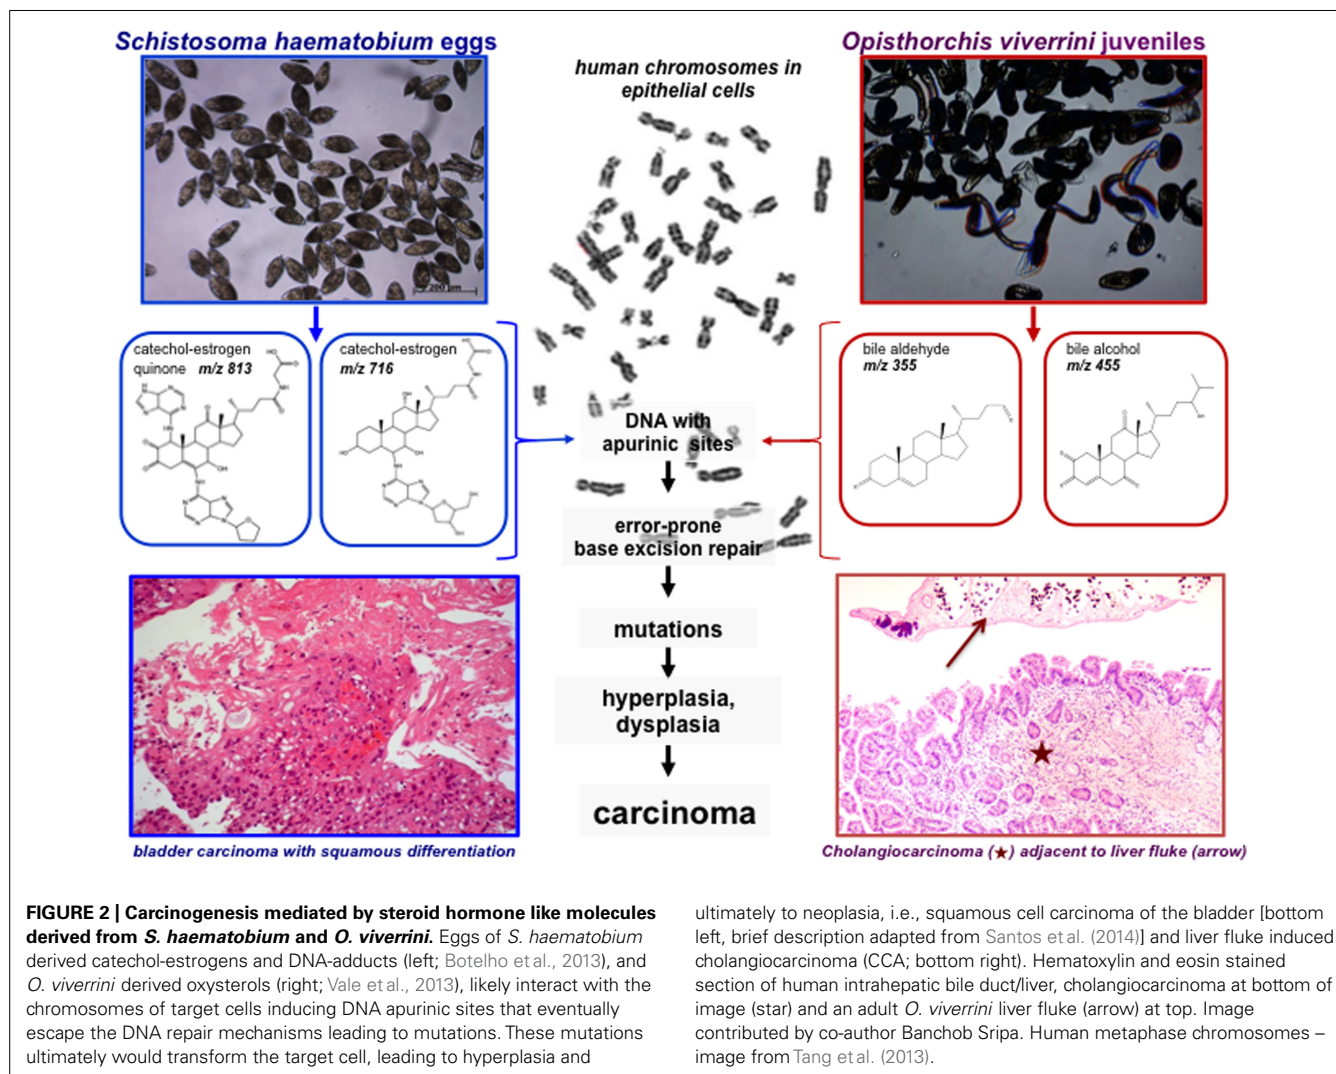 Schistosoma haematobium eggs
200 µm
catechol-estrogen
quinone m/z 813
catechol-estrogen
m/z 716
human chromosomes in
epithelial cells
Opisthorchis viverrini juveniles
bile aldehyde
m/z 355
bile alcohol
m/z 455
DNA with
apurinic sites
error-prone
base excision repair
mutations
hyperplasia,
dysplasia
carcinoma
bladder carcinoma with squamous differentiation
Cholangiocarcinoma (★) adjacent to liver fluke (arrow)
FIGURE 2 | Carcinogenesis mediated by steroid hormone like molecules
derived from S. haematobium and O. viverrini. Eggs of S. haematobium
derived catechol-estrogens and DNA-adducts (left; Botelho et al., 2013), and
O. viverrini derived oxysterols (right; Vale et al., 2013), likely interact with the
chromosomes of target cells inducing DNA apurinic sites that eventually
escape the DNA repair mechanisms leading to mutations. These mutations
ultimately would transform the target cell, leading to hyperplasia and
ultimately to neoplasia, i.e., squamous cell carcinoma of the bladder [bottom
left, brief description adapted from Santos et al. (2014)] and liver fluke induced
cholangiocarcinoma (CCA; bottom right). Hematoxylin and eosin stained
section of human intrahepatic bile duct/liver, cholangiocarcinoma at bottom of
image (star) and an adult O. viverrini liver fluke (arrow) at top. Image
contributed by co-author Banchob Sripa. Human metaphase chromosomes –
image from Tang et al. (2013).